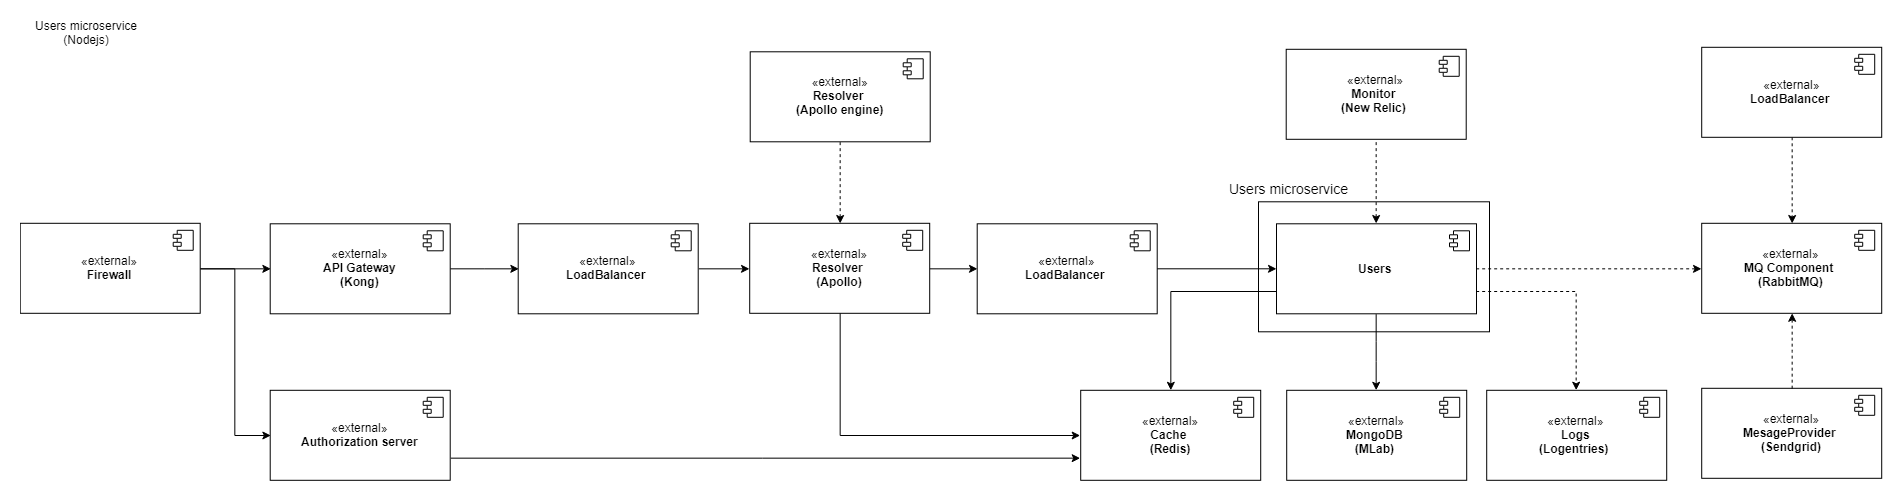 Users microservice
(Nodejs)
«external»
Resolver
(Apollo engine)
«external»
Monitor
(New Relic)
«external»
LoadBalancer
Users microservice
«external»
Firewall
«external»
API Gateway
(Kong)
«external»
LoadBalancer
«external»
Resolver
(Apollo)
«external»
LoadBalancer
Users
«external»
MQ Component
(RabbitMQ)
«external»
Authorization server
«external»
Cache
(Redis)
«external»
MongoDB
(MLab)
«external»
Logs
(Logentries)
«external»
MesageProvider
(Sendgrid)